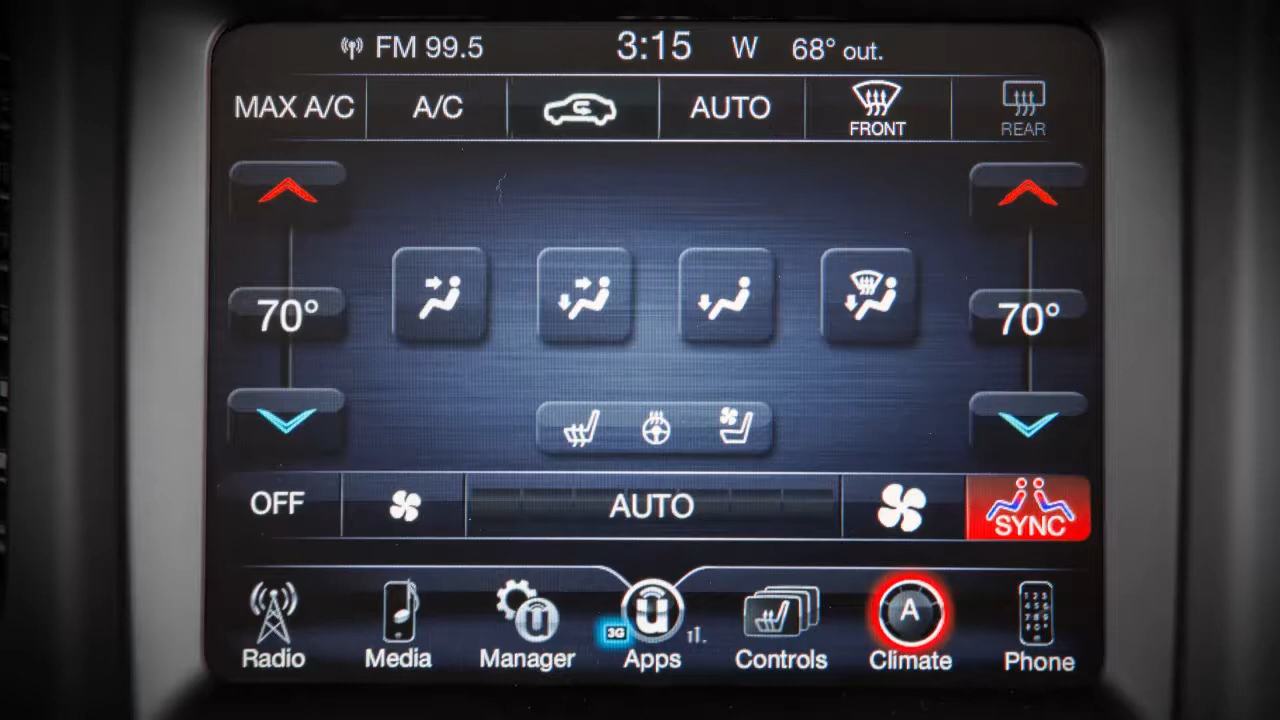 FM 99.5 3:15 W 68° out.
MAX A/C A/C AUTO FRONT REAR
70° 70°
OFF AUTO SYNC
3G
Radio Media Manager Apps Controls Climate Phone
A